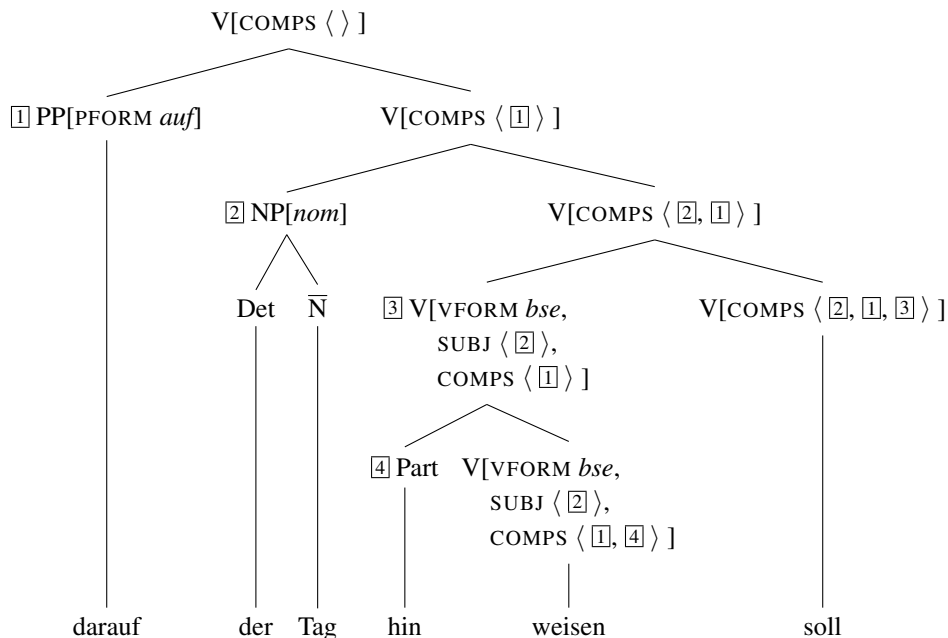 V[COMPS ⟨ ⟩ ]
1 PP[PFORM auf] V[COMPS ⟨ 1 ⟩ ]
2 NP[nom] V[COMPS ⟨ 2, 1 ⟩ ]
Det N̅ 3 V[VFORM bse, V[COMPS ⟨ 2, 1, 3 ⟩ ]
SUBJ ⟨ 2 ⟩,
COMPS ⟨ 1 ⟩ ]
4 Part V[VFORM bse,
SUBJ ⟨ 2 ⟩,
COMPS ⟨ 1, 4 ⟩ ]
darauf der Tag hin weisen soll